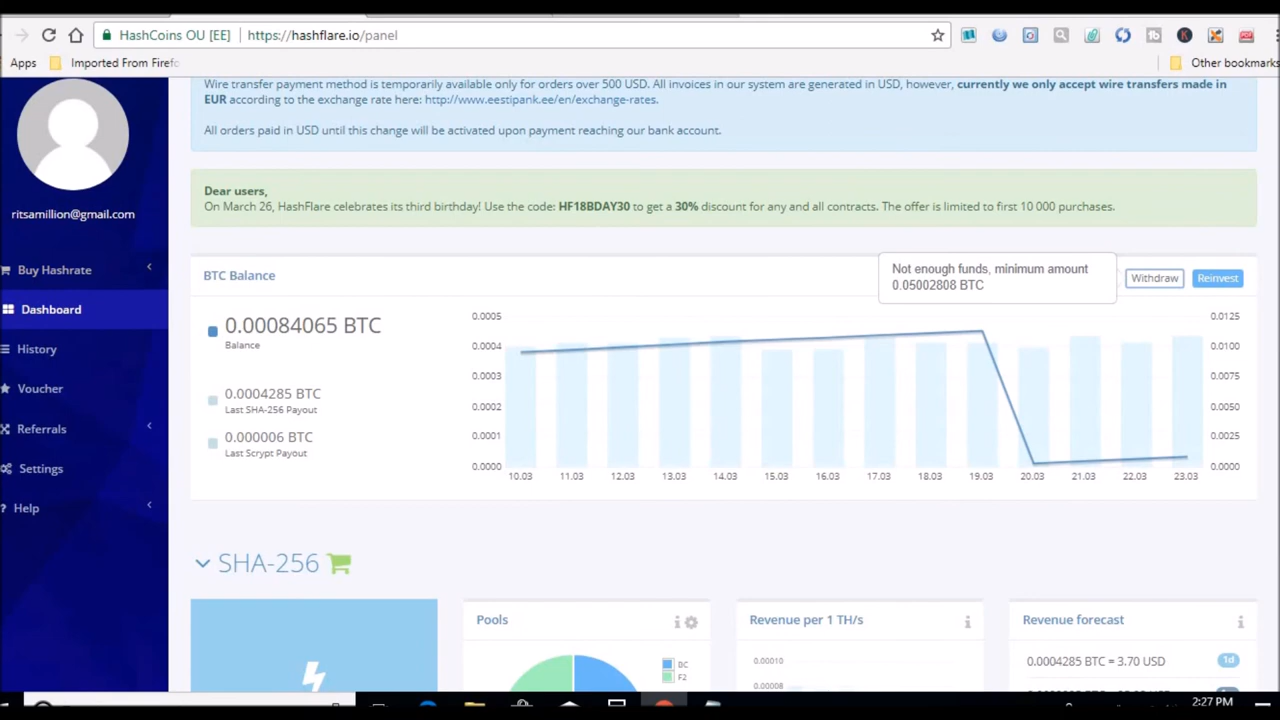 HashCoins OU [EE]
https://hashflare.io/panel
Apps
Imported From Firefo
Other bookmarks
Wire transfer payment method is temporarily available only for orders over 500 USD. All invoices in our system are generated in USD, however, currently we only accept wire transfers made in
EUR according to the exchange rate here: http://www.eestipank.ee/en/exchange-rates.
All orders paid in USD until this change will be activated upon payment reaching our bank account.
Dear users,
On March 26, HashFlare celebrates its third birthday! Use the code: HF18BDAY30 to get a 30% discount for any and all contracts. The offer is limited to first 10 000 purchases.
ritsamillion@gmail.com
Buy Hashrate
Dashboard
History
Voucher
Referrals
Settings
Help
BTC Balance
Not enough funds, minimum amount
0.05002808 BTC
Withdraw
Reinvest
0.00084065 BTC
Balance
0.0004285 BTC
Last SHA-256 Payout
0.000006 BTC
Last Scrypt Payout
0.0005
0.0004
0.0003
0.0002
0.0001
0.0000
0.0125
0.0100
0.0075
0.0050
0.0025
0.0000
10.03 11.03 12.03 13.03 14.03 15.03 16.03 17.03 18.03 19.03 20.03 21.03 22.03 23.03
SHA-256
Pools
DC
F2
Revenue per 1 TH/s
0.00010
0.00008
Revenue forecast
0.0004285 BTC = 3.70 USD
1d
2:27 PM